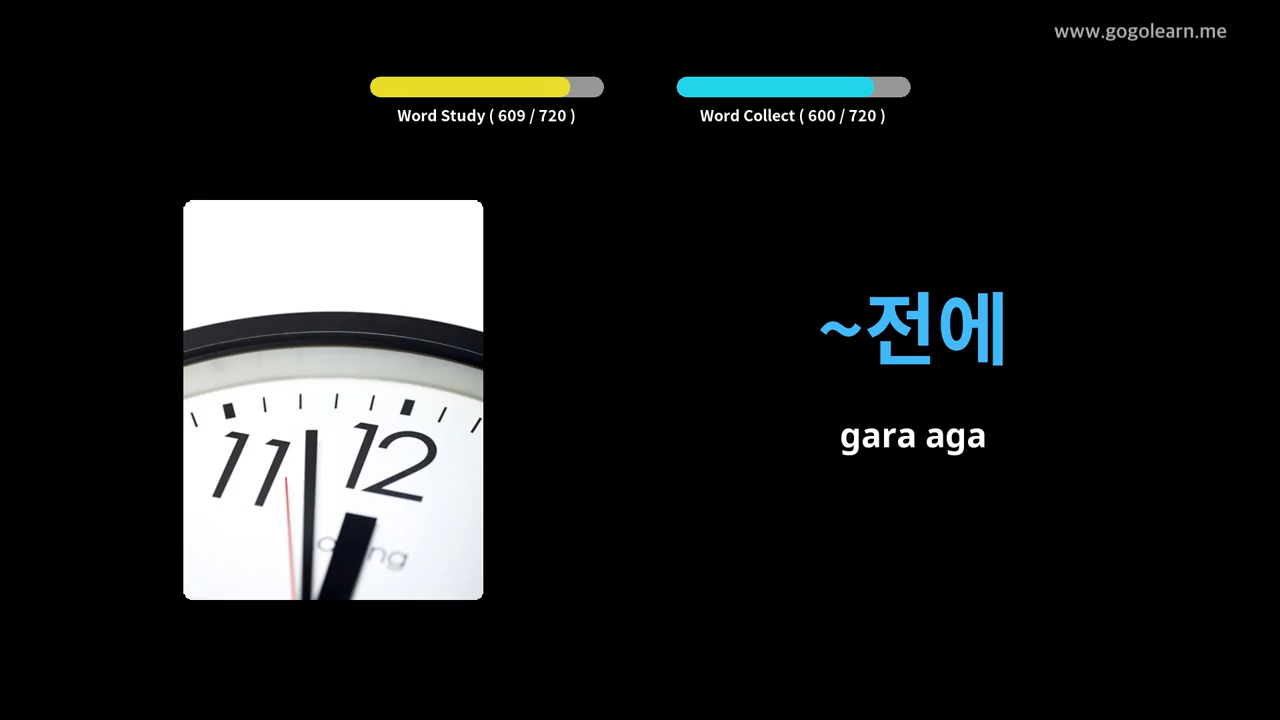 www.gogolearn.me
Word Study ( 609 / 720 )
Word Collect ( 600 / 720 )
11 12
~전에
gara aga